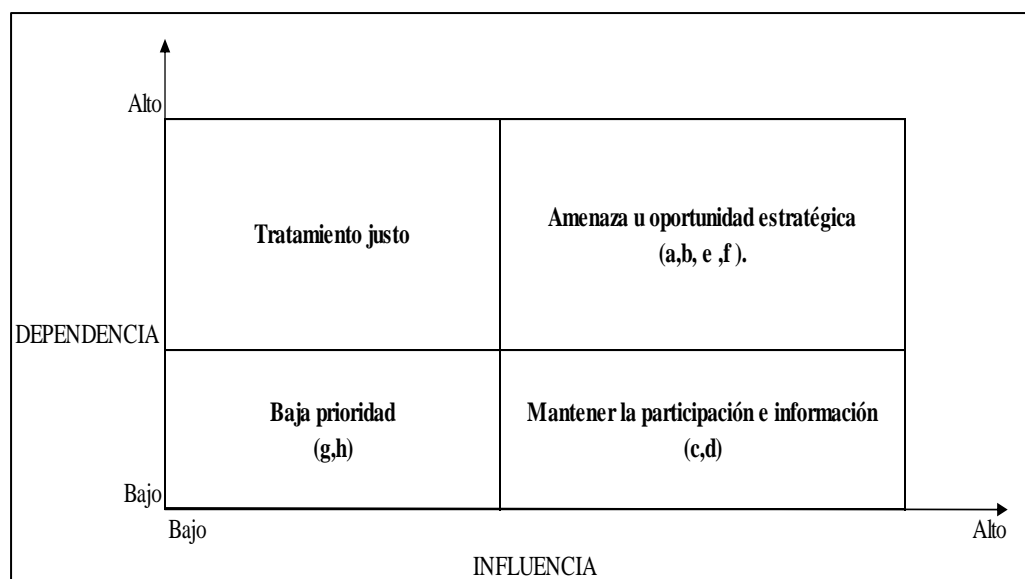 Alto
Amenaza u oportunidad estratégica
Tratamiento justo
(a,b, e ,f ).
DEPENDENCIA
Baja prioridad
Mantener la participación e información
(g,h)
(c,d)
Bajo
Bajo
Alto
INFLUENCIA